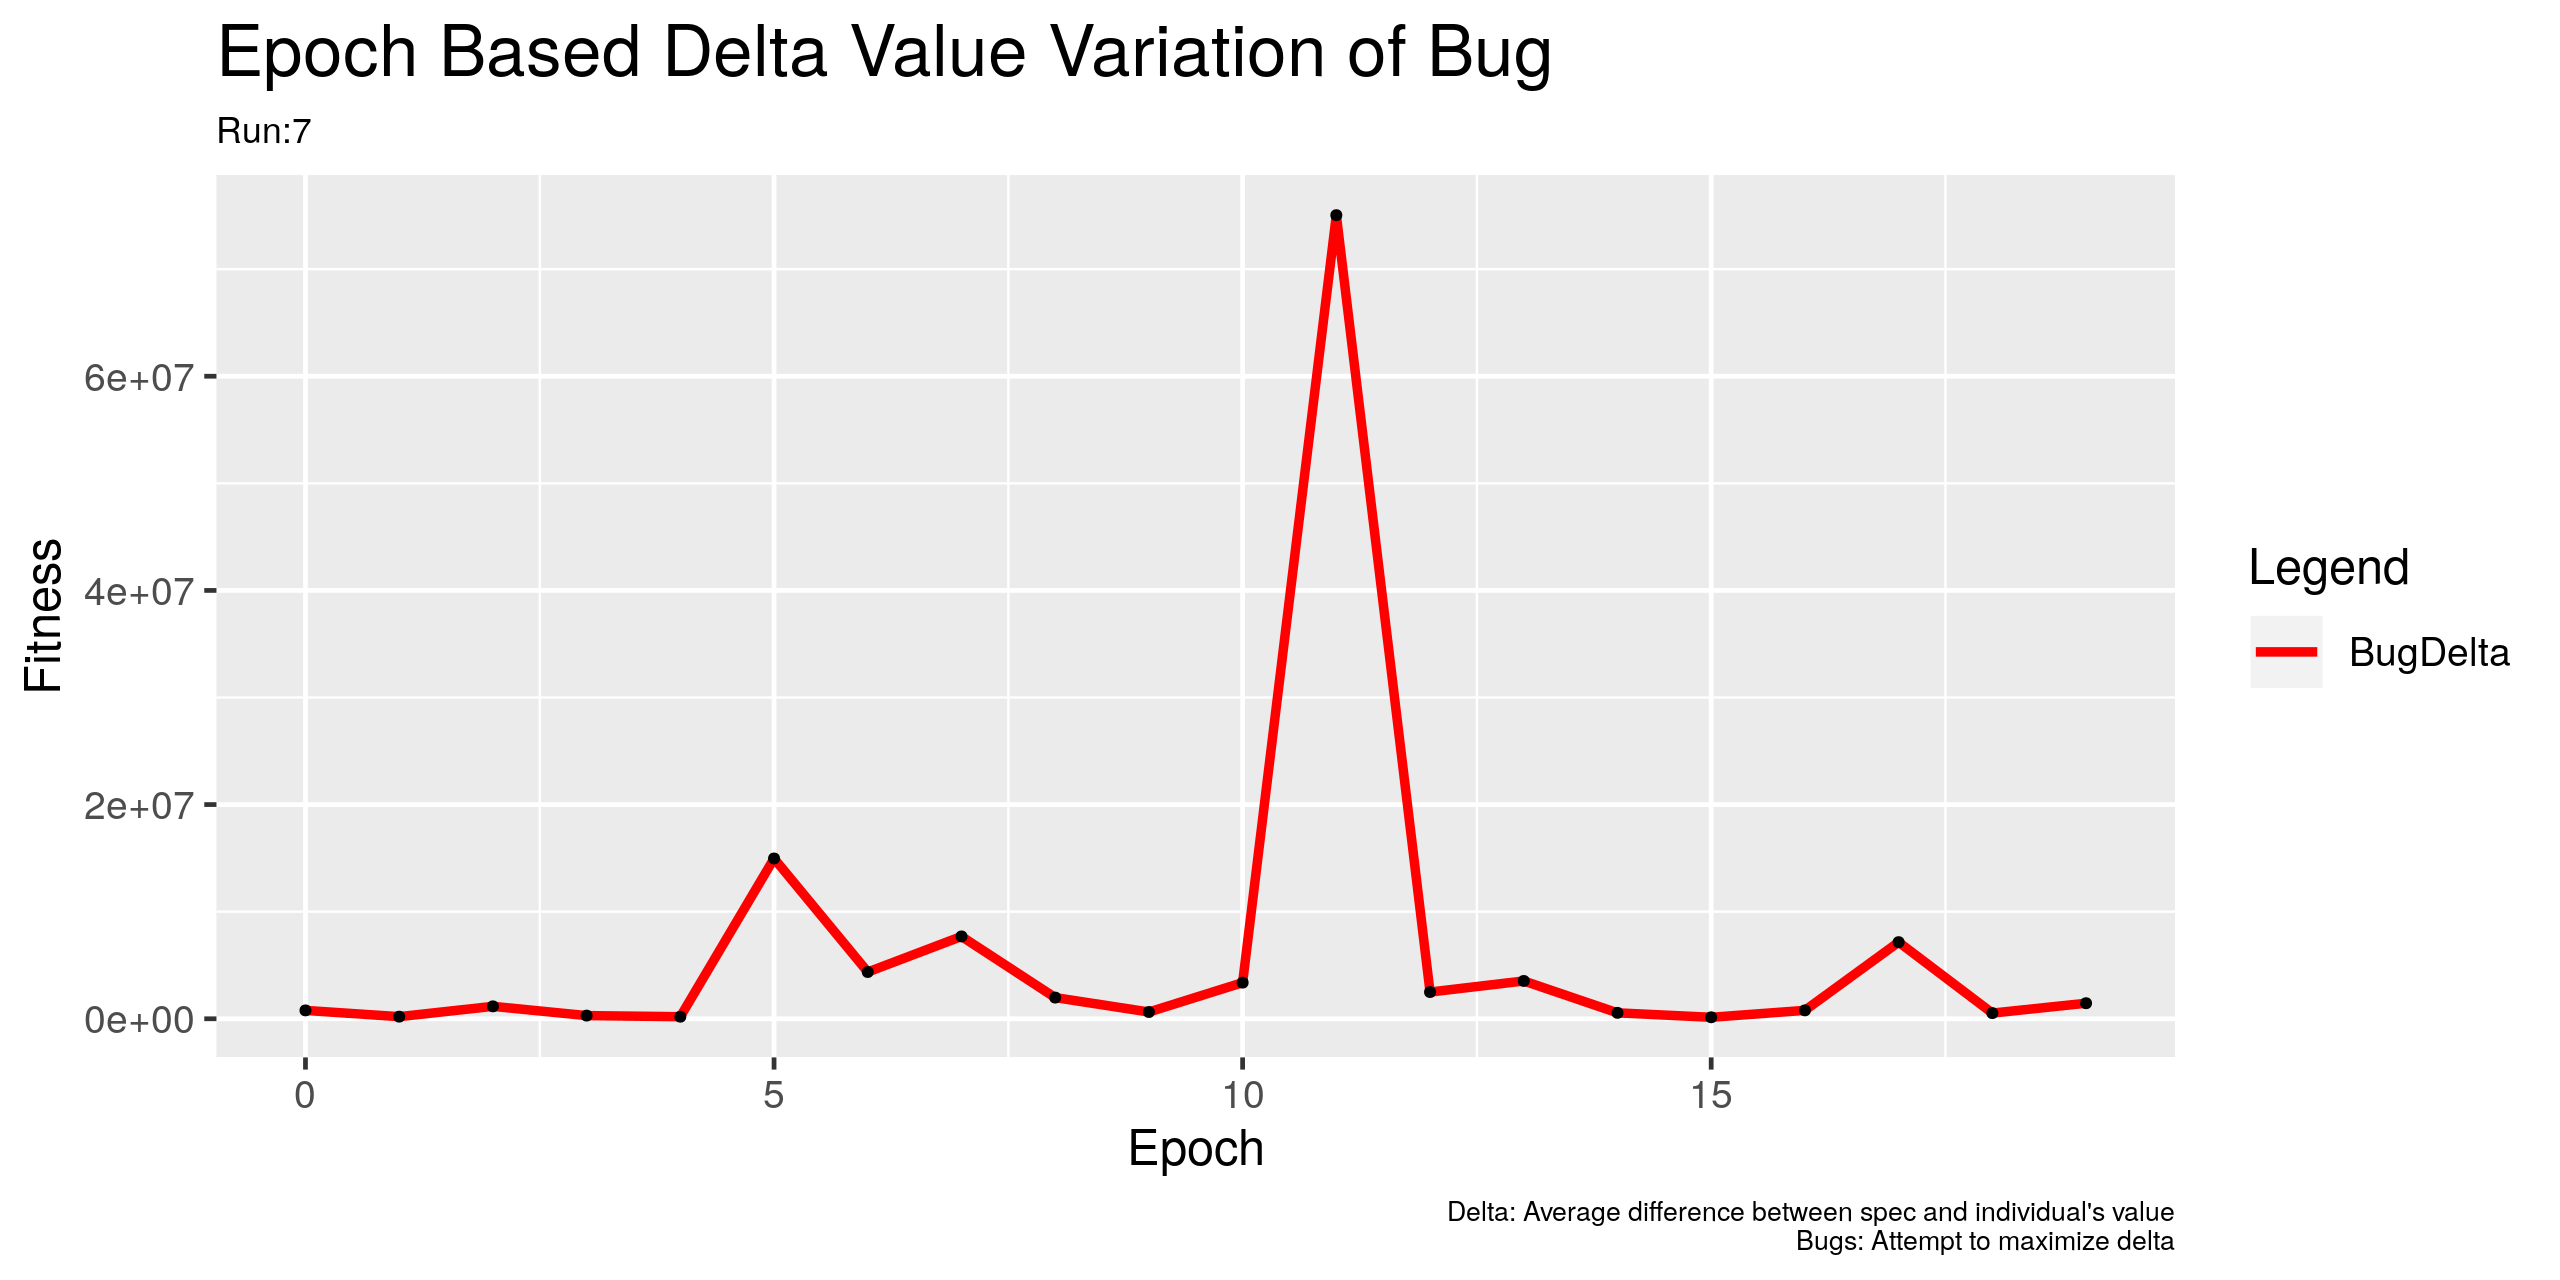 Epoch Based Delta Value Variation of Bug
Run:7
Fitness
6e+07
4e+07
2e+07
0e+00
0 5 10 15
Epoch
Legend
BugDelta
Delta: Average difference between spec and individual's value
Bugs: Attempt to maximize delta